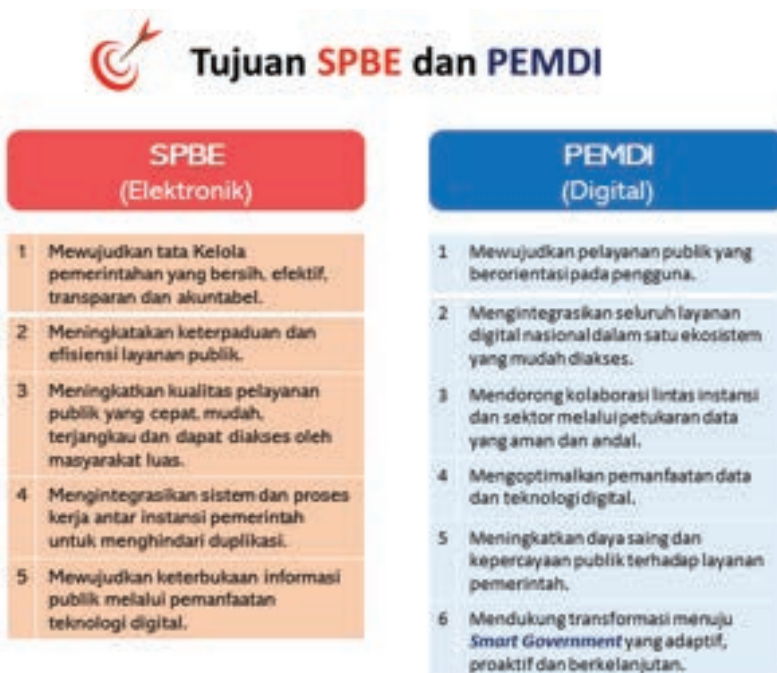 Tujuan SPBE dan PEMDI
SPBE
(Elektronik)
1 Mewujudkan tata Kelola
pemerintahan yang bersih, efektif,
transparan dan akuntabel.
2 Meningkatakan keterpaduan dan
efisiensi layanan publik.
3 Meningkatkan kualitas pelayanan
publik yang cepat, mudah,
terjangkau dan dapat diakses oleh
masyarakat luas.
4 Mengintegrasikan sistem dan proses
kerja antar instansi pemerintah
untuk menghindari duplikasi.
5 Mewujudkan keterbukaan informasi
publik melalui pemanfaatan
teknologi digital.
PEMDI
(Digital)
1 Mewujudkan pelayanan publik yang
berorientasi pada pengguna.
2 Mengintegrasikan seluruh layanan
digital nasional dalam satu ekosistem
yang mudah diakses.
3 Mendorong kolaborasi lintas instansi
dan sektor melalui petukaran data
yang aman dan andal.
4 Mengoptimalkan pemanfaatan data
dan teknologi digital.
5 Meningkatkan daya saing dan
kepercayaan publik terhadap layanan
pemerintah.
6 Mendukung transformasi menuju
Smart Government yang adaptif,
proaktif dan berkelanjutan.